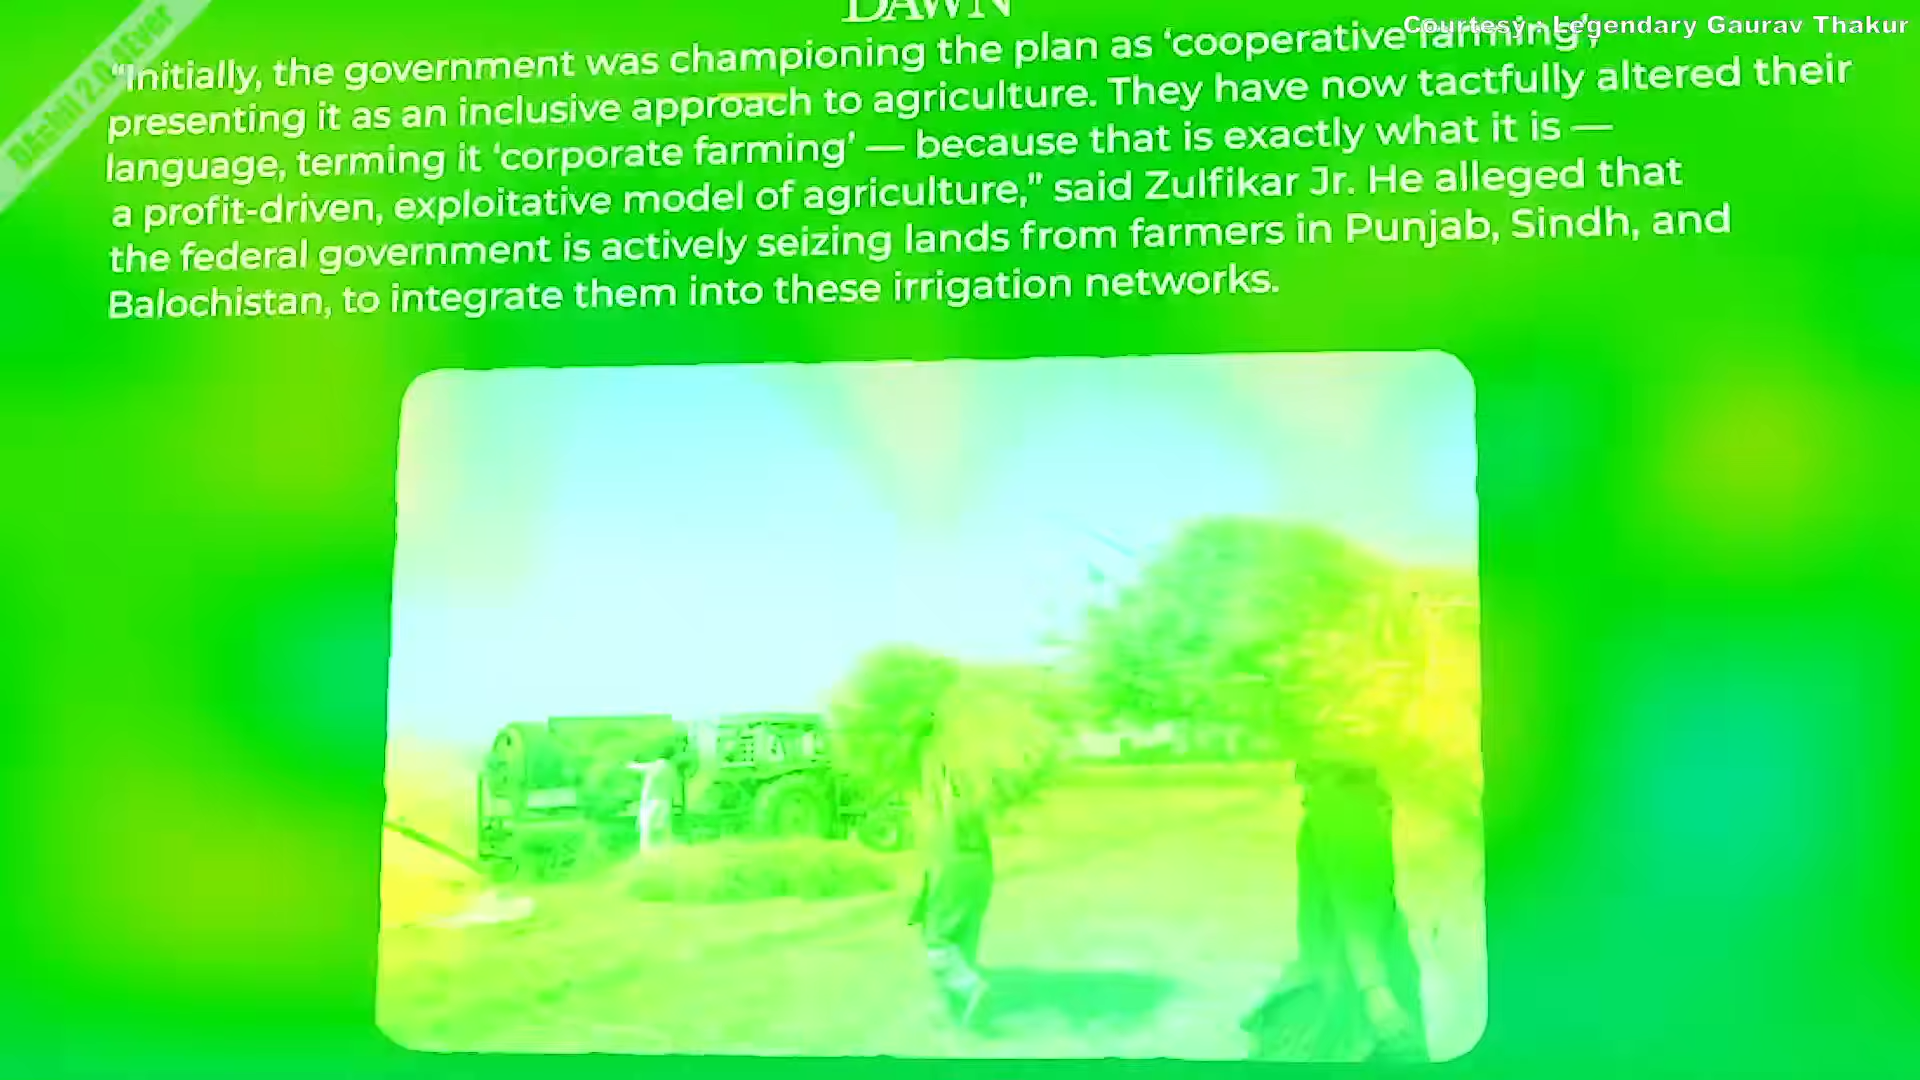 DAWN
Courtesy : Legendary Gaurav Thakur
“Initially, the government was championing the plan as ‘cooperative farming’,
presenting it as an inclusive approach to agriculture. They have now tactfully altered their
language, terming it ‘corporate farming’ — because that is exactly what it is —
a profit-driven, exploitative model of agriculture,” said Zulfikar Jr. He alleged that
the federal government is actively seizing lands from farmers in Punjab, Sindh, and
Balochistan, to integrate them into these irrigation networks.